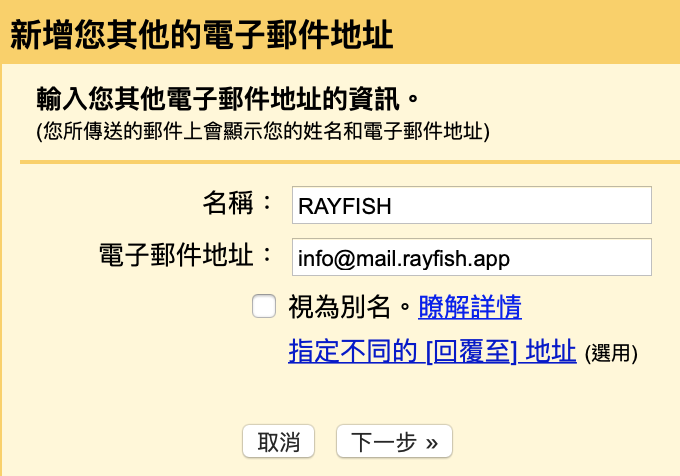 新增您其他的電子郵件地址
輸入您其他電子郵件地址的資訊。
(您所傳送的郵件上會顯示您的姓名和電子郵件地址)
名稱： RAYFISH
電子郵件地址： info@mail.rayfish.app
視為別名。瞭解詳情
指定不同的 [回覆至] 地址 (選用)
取消 下一步 »